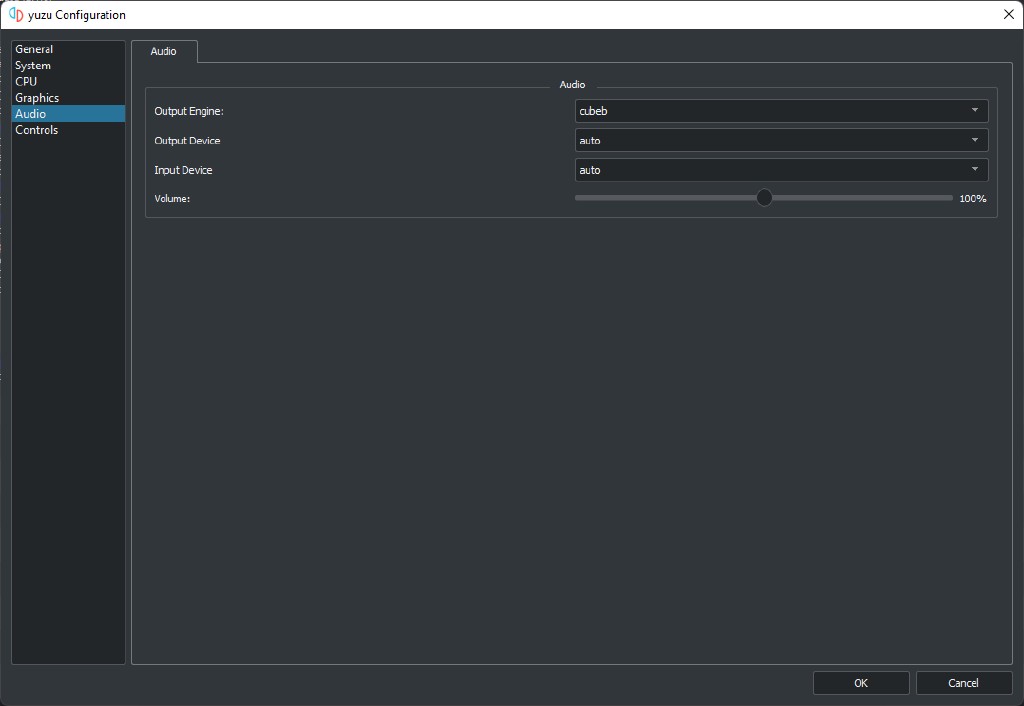 yuzu Configuration
General
System
CPU
Graphics
Audio
Controls
Audio
Audio
Output Engine:
cubeb
Output Device
auto
Input Device
auto
Volume:
100%
OK
Cancel